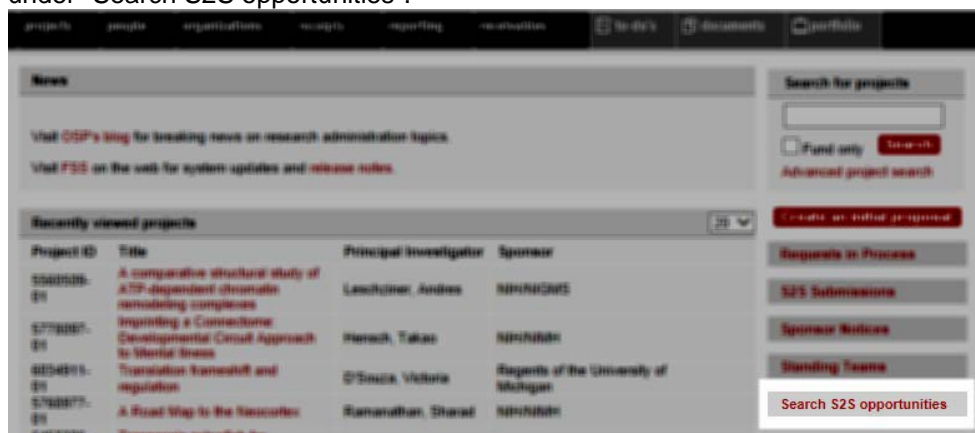 under "Search S2S opportunities".
projects people organizations receipts reporting to do's documents portfolio
News
Search for projects
Visit OSP's blog for breaking news on research administration topics.
Fund only Search
Visit FSS on the web for system updates and release notes.
Advanced project search
Recently viewed projects 20
Create an initial proposal
Project ID Title Principal Investigator Sponsor
Requests in Process
A comparative structural study of
ATP-dependent chromatin
remodeling complexes
Leschziner, Andres NIH/NIGMS
S2S Submissions
Imprinting a Connectome:
Developmental Circuit Approach
to Mental Illness
Hensch, Takao NIH/NIMH
Sponsor Notices
Translation frameshift and
regulation
D'Souza, Victoria Regents of the University of
Michigan
Standing Teams
A Road Map to the Neocortex Ramanathan, Sharad NIH/NIMH
Search S2S opportunities